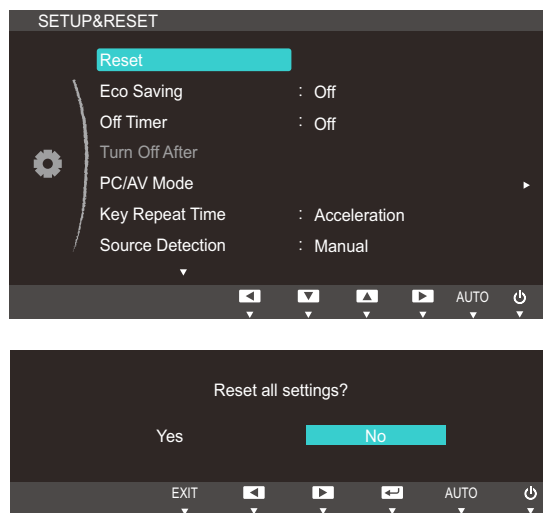 SETUP&RESET
Reset
Eco Saving : Off
Off Timer : Off
Turn Off After
PC/AV Mode
Key Repeat Time : Acceleration
Source Detection : Manual
AUTO
Reset all settings?
Yes No
EXIT AUTO